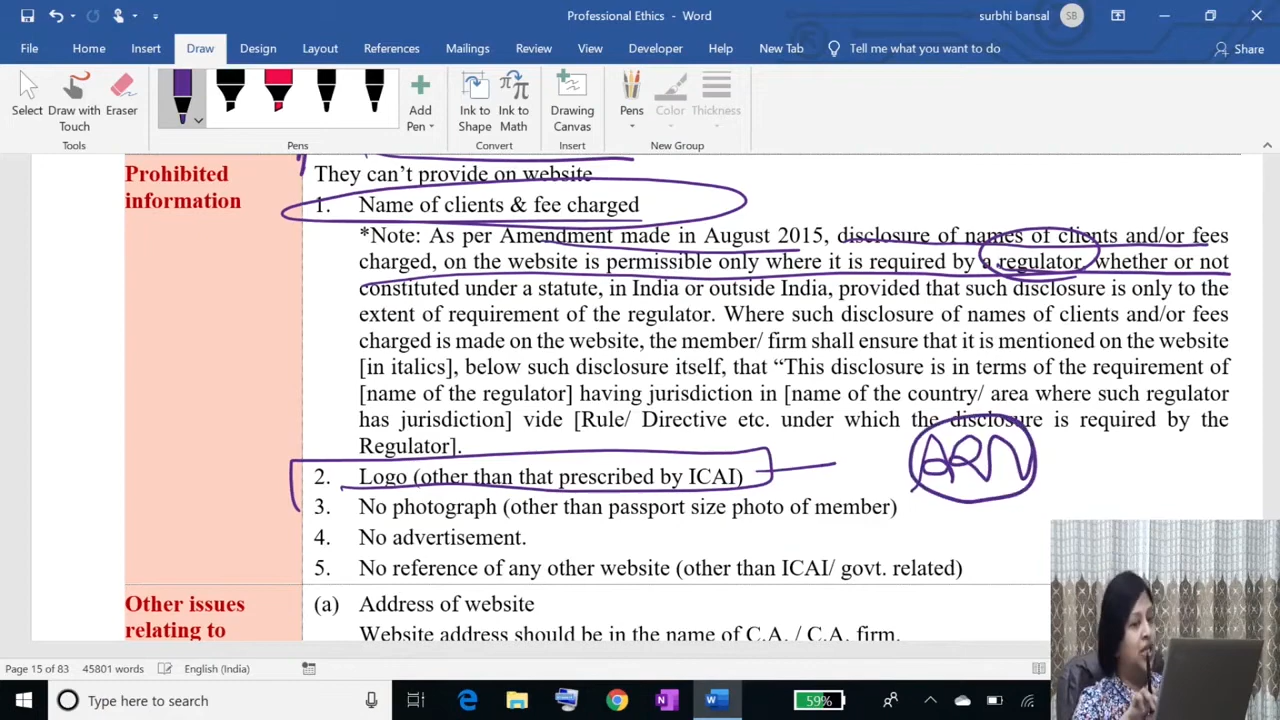 Professional Ethics - Word
surbhi bansal
SB
File Home Insert Draw Design Layout References Mailings Review View Developer Help New Tab Tell me what you want to do Share
Select Draw with Touch Eraser
Add Pen
Ink to Shape
Ink to Math
Drawing Canvas
Pens Color Thickness
Tools Pens Convert Insert New Group
Prohibited information
They can't provide on website
1. Name of clients & fee charged
*Note: As per Amendment made in August 2015, disclosure of names of clients and/or fees
charged, on the website is permissible only where it is required by a regulator, whether or not
constituted under a statute, in India or outside India, provided that such disclosure is only to the
extent of requirement of the regulator. Where such disclosure of names of clients and/or fees
charged is made on the website, the member/ firm shall ensure that it is mentioned on the website
[in italics], below such disclosure itself, that “This disclosure is in terms of the requirement of
[name of the regulator] having jurisdiction in [name of the country/ area where such regulator
has jurisdiction] vide [Rule/ Directive etc. under which the disclosure is required by the
Regulator].
ARN
2. Logo (other than that prescribed by ICAI)
3. No photograph (other than passport size photo of member)
4. No advertisement.
5. No reference of any other website (other than ICAI/ govt. related)
Other issues relating to
(a) Address of website
Website address should be in the name of C.A. / C.A. firm.
Page 15 of 83 45801 words English (India)
Type here to search
59%